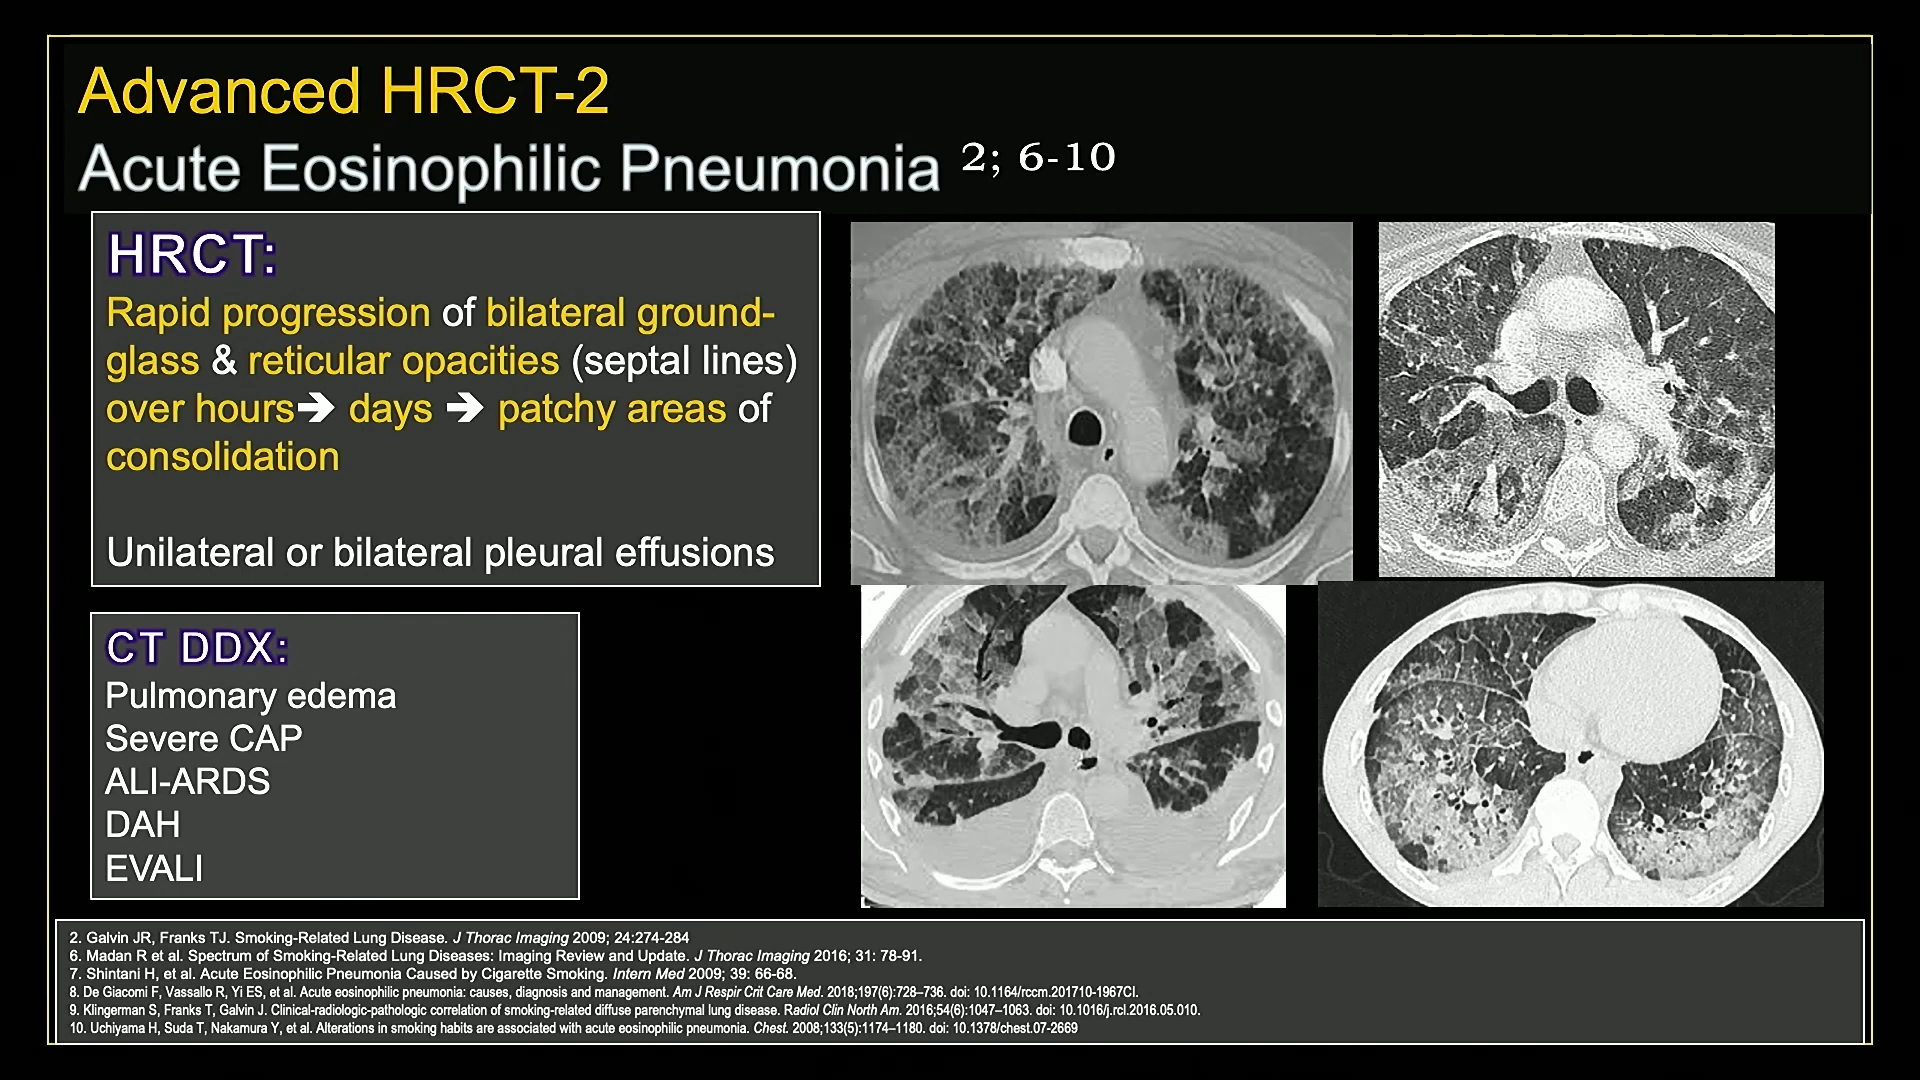 Advanced HRCT-2
Acute Eosinophilic Pneumonia 2; 6-10
HRCT:
Rapid progression of bilateral ground-
glass & reticular opacities (septal lines)
over hours➔ days ➔ patchy areas of
consolidation
Unilateral or bilateral pleural effusions
CT DDX:
Pulmonary edema
Severe CAP
ALI-ARDS
DAH
EVALI
2. Galvin JR, Franks TJ. Smoking-Related Lung Disease. J Thorac Imaging 2009; 24:274-284
6. Madan R et al. Spectrum of Smoking-Related Lung Diseases: Imaging Review and Update. J Thorac Imaging 2016; 31: 78-91.
7. Shintani H, et al. Acute Eosinophilic Pneumonia Caused by Cigarette Smoking. Intern Med 2009; 39: 66-68.
8. De Giacomi F, Vassallo R, Yi ES, et al. Acute eosinophilic pneumonia: causes, diagnosis and management. Am J Respir Crit Care Med. 2018;197(6):728–736. doi: 10.1164/rccm.201710-1967CI.
9. Klingerman S, Franks T, Galvin J. Clinical-radiologic-pathologic correlation of smoking-related diffuse parenchymal lung disease. Radiol Clin North Am. 2016;54(6):1047–1063. doi: 10.1016/j.rcl.2016.05.010.
10. Uchiyama H, Suda T, Nakamura Y, et al. Alterations in smoking habits are associated with acute eosinophilic pneumonia. Chest. 2008;133(5):1174–1180. doi: 10.1378/chest.07-2669